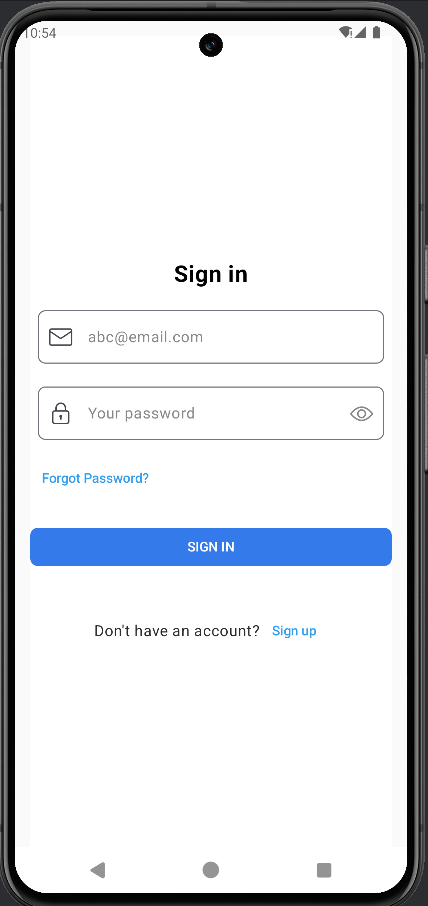 10:54
Sign in
abc@email.com
Your password
Forgot Password?
SIGN IN
Don't have an account? Sign up